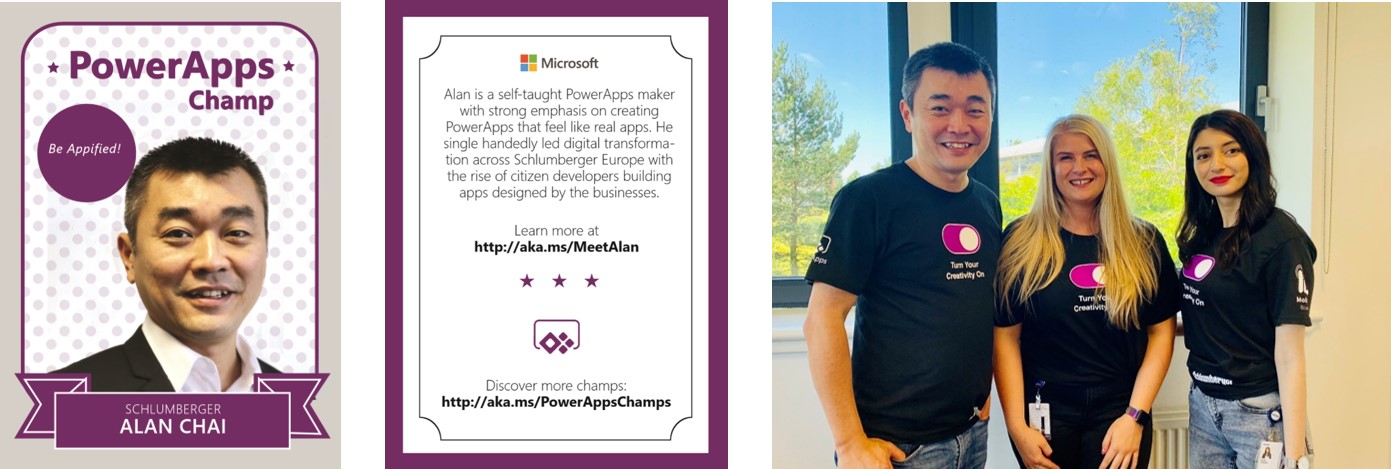 PowerApps
Champ
Be Appified!
SCHLUMBERGER
ALAN CHAI
Microsoft
Alan is a self-taught PowerApps maker
with strong emphasis on creating
PowerApps that feel like real apps. He
single handedly led digital transforma-
tion across Schlumberger Europe with
the rise of citizen developers building
apps designed by the businesses.
Learn more at
http://aka.ms/MeetAlan
Discover more champs:
http://aka.ms/PowerAppsChamps
Turn Your
Creativity On
Turn You
Creativity
Your
On